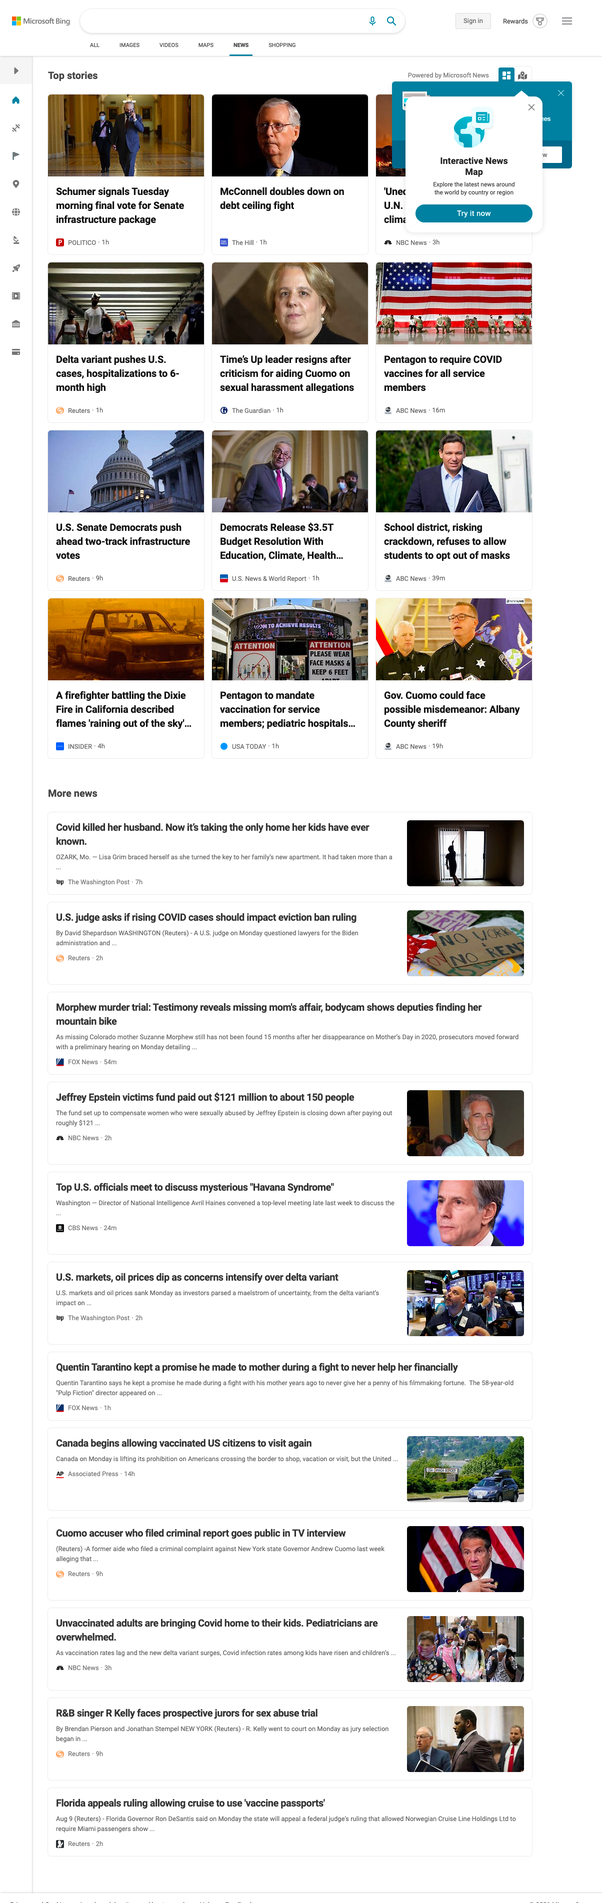 Microsoft Bing
Sign in
Rewards
ALL
IMAGES
VIDEOS
MAPS
NEWS
SHOPPING
Top stories
Powered by Microsoft News
Interactive News
Map
Explore the latest news around
the world by country or region
Try it now
Schumer signals Tuesday
morning final vote for Senate
infrastructure package
POLITICO · 1h
McConnell doubles down on
debt ceiling fight
The Hill · 1h
U.N.
NBC News · 3h
Delta variant pushes U.S.
cases, hospitalizations to 6-
month high
Reuters · 1h
Time's Up leader resigns after
criticism for aiding Cuomo on
sexual harassment allegations
The Guardian · 1h
Pentagon to require COVID
vaccines for all service
members
ABC News · 16m
U.S. Senate Democrats push
ahead two-track infrastructure
votes
Reuters · 9h
Democrats Release $3.5T
Budget Resolution With
Education, Climate, Health...
U.S. News & World Report · 1h
School district, risking
crackdown, refuses to allow
students to opt out of masks
ABC News · 39m
ATTENTION
ATTENTION
PLEASE WEAR
FACE MASKS &
KEEP 6 FEET
A firefighter battling the Dixie
Fire in California described
flames 'raining out of the sky'...
INSIDER · 4h
Pentagon to mandate
vaccination for service
members; pediatric hospitals...
USA TODAY · 1h
Gov. Cuomo could face
possible misdemeanor: Albany
County sheriff
ABC News · 19h
More news
Covid killed her husband. Now it's taking the only home her kids have ever
known.
OZARK, Mo. — Lisa Grim braced herself as she turned the key to her family's new apartment. It had taken more than a
...
The Washington Post · 7h
U.S. judge asks if rising COVID cases should impact eviction ban ruling
By David Shepardson WASHINGTON (Reuters) - A U.S. judge on Monday questioned lawyers for the Biden
administration and ...
Reuters · 2h
NO WORK
Morphew murder trial: Testimony reveals missing mom's affair, bodycam shows deputies finding her
mountain bike
As missing Colorado mother Suzanne Morphew still has not been found 15 months after her disappearance on Mother's Day in 2020, prosecutors moved forward
with a preliminary hearing on Monday detailing ...
FOX News · 54m
Jeffrey Epstein victims fund paid out $121 million to about 150 people
The fund set up to compensate women who were sexually abused by Jeffrey Epstein is closing down after paying out
roughly $121 ...
NBC News · 2h
Top U.S. officials meet to discuss mysterious "Havana Syndrome"
Washington — Director of National Intelligence Avril Haines convened a top-level meeting late last week to discuss the
...
CBS News · 24m
U.S. markets, oil prices dip as concerns intensify over delta variant
U.S. markets and oil prices sank Monday as investors parsed a maelstrom of uncertainty, from the delta variant's
impact on ...
The Washington Post · 2h
Quentin Tarantino kept a promise he made to mother during a fight to never help her financially
Quentin Tarantino says he kept a promise he made during a fight with his mother years ago to never give her a penny of his filmmaking fortune. The 58-year-old
"Pulp Fiction" director appeared on ...
FOX News · 1h
Canada begins allowing vaccinated US citizens to visit again
Canada on Monday is lifting its prohibition on Americans crossing the border to shop, vacation or visit, but the United ...
Associated Press · 14h
Cuomo accuser who filed criminal report goes public in TV interview
(Reuters) -A former aide who filed a criminal complaint against New York state Governor Andrew Cuomo last week
alleging that ...
Reuters · 9h
Unvaccinated adults are bringing Covid home to their kids. Pediatricians are
overwhelmed.
As vaccination rates lag and the new delta variant surges, Covid infection rates among kids have risen and children's ...
NBC News · 3h
R&B singer R Kelly faces prospective jurors for sex abuse trial
By Brendan Pierson and Jonathan Stempel NEW YORK (Reuters) - R. Kelly went to court on Monday as jury selection
began in ...
Reuters · 9h
Florida appeals ruling allowing cruise to use 'vaccine passports'
Aug 9 (Reuters) - Florida Governor Ron DeSantis said on Monday the state will appeal a federal judge's ruling that allowed Norwegian Cruise Line Holdings Ltd to
require Miami passengers show ...
Reuters · 2h